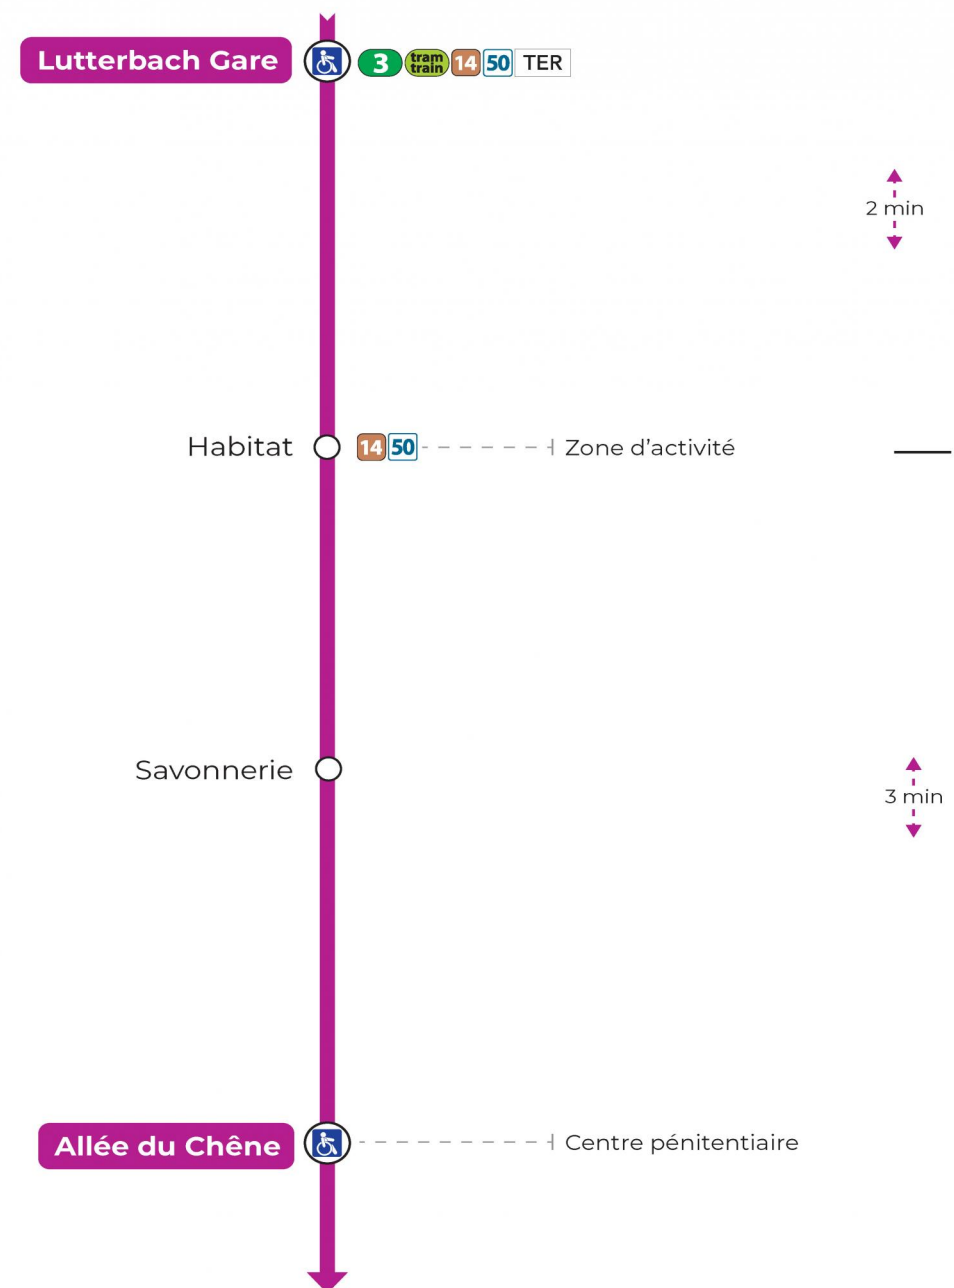 Lutterbach Gare 3 tram train 14 50 TER
2 min
Habitat 14 50 Zone d’activité
Savonnerie
3 min
Allée du Chêne Centre pénitentiaire